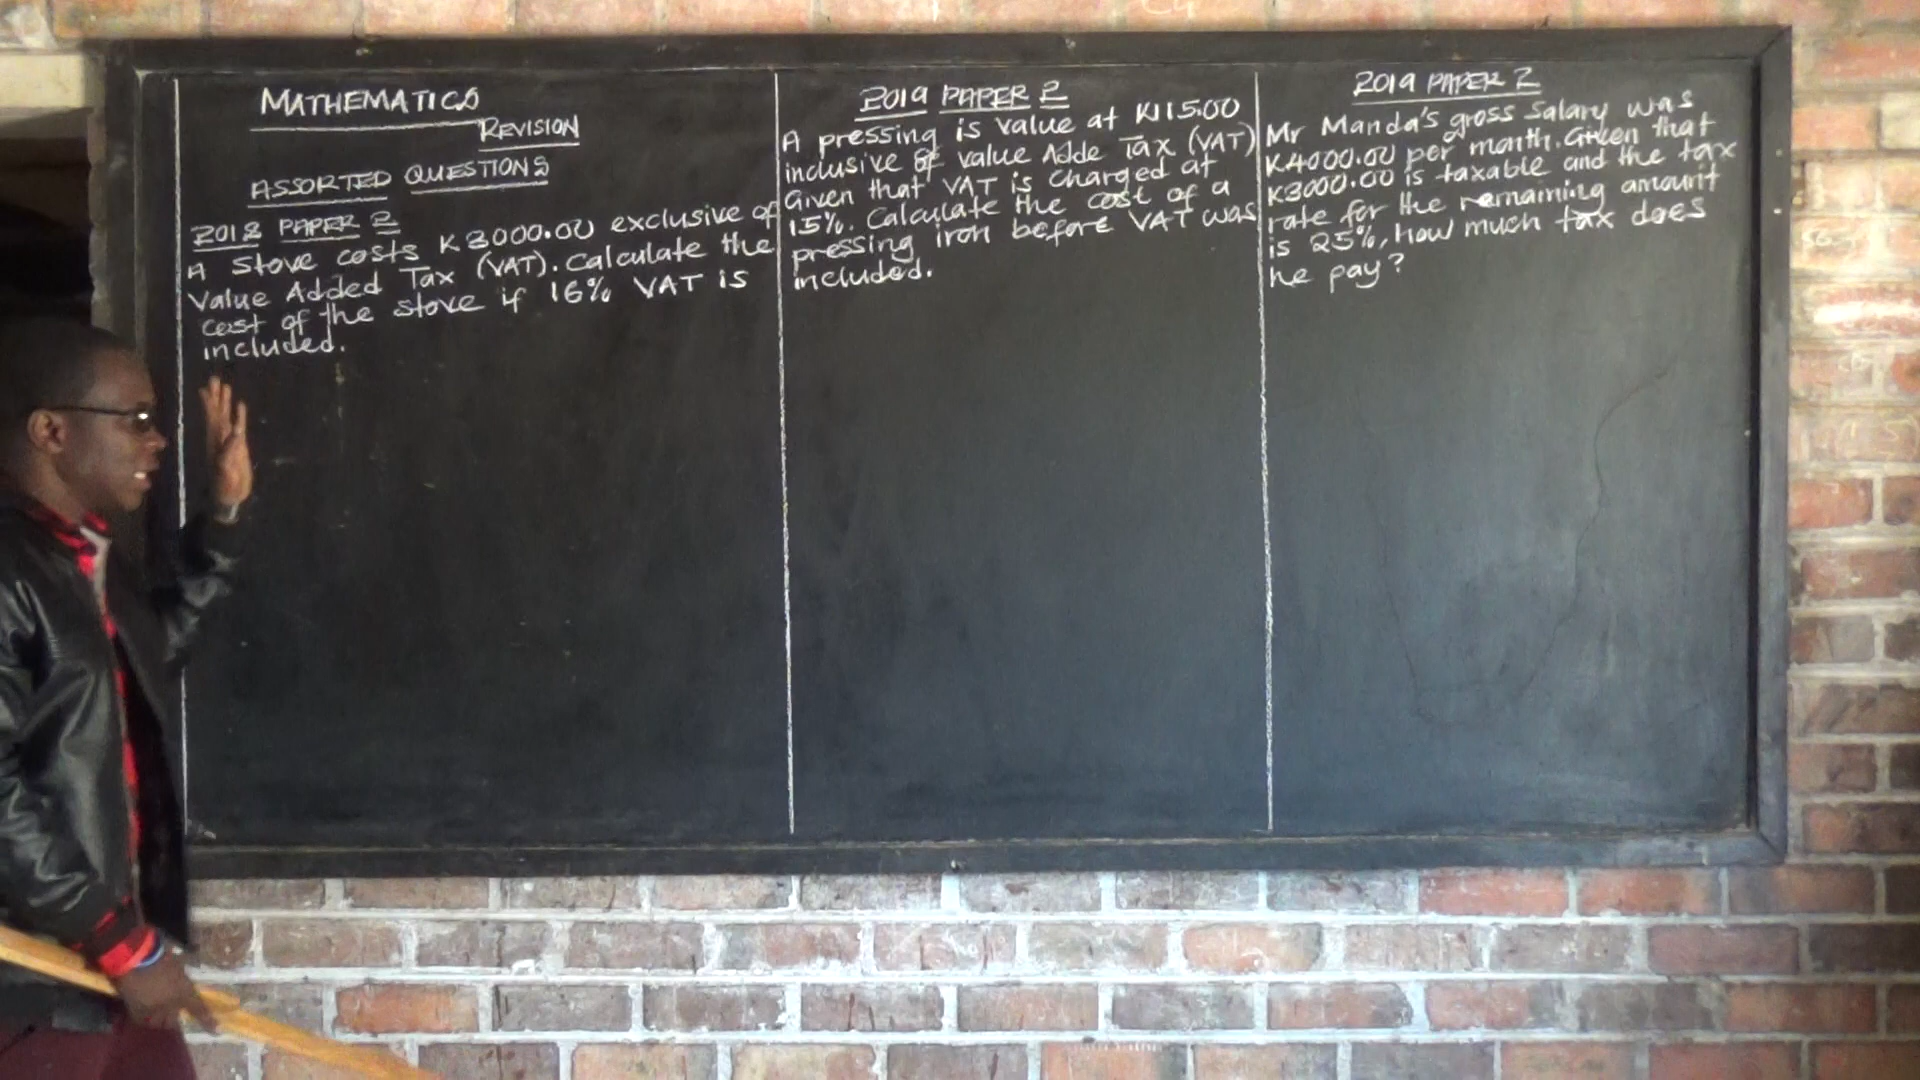 MATHEMATICS
REVISION
ASSORTED QUESTIONS
2018 PAPER 2
A stove costs K3000.00 exclusive of
Value Added Tax (VAT). Calculate the
cost of the stove if 16% VAT is
included.
2019 PAPER 2
A pressing is value at K115.00
inclusive of value Adde Tax (VAT)
Given that VAT is charged at
15%. Calculate the cost of a
pressing iron before VAT was
included.
2019 PAPER 2
Mr Manda's gross salary was
K4000.00 per month. Given that
K3000.00 is taxable and the tax
rate for the remaining amount
is 25%, how much tax does
he pay?